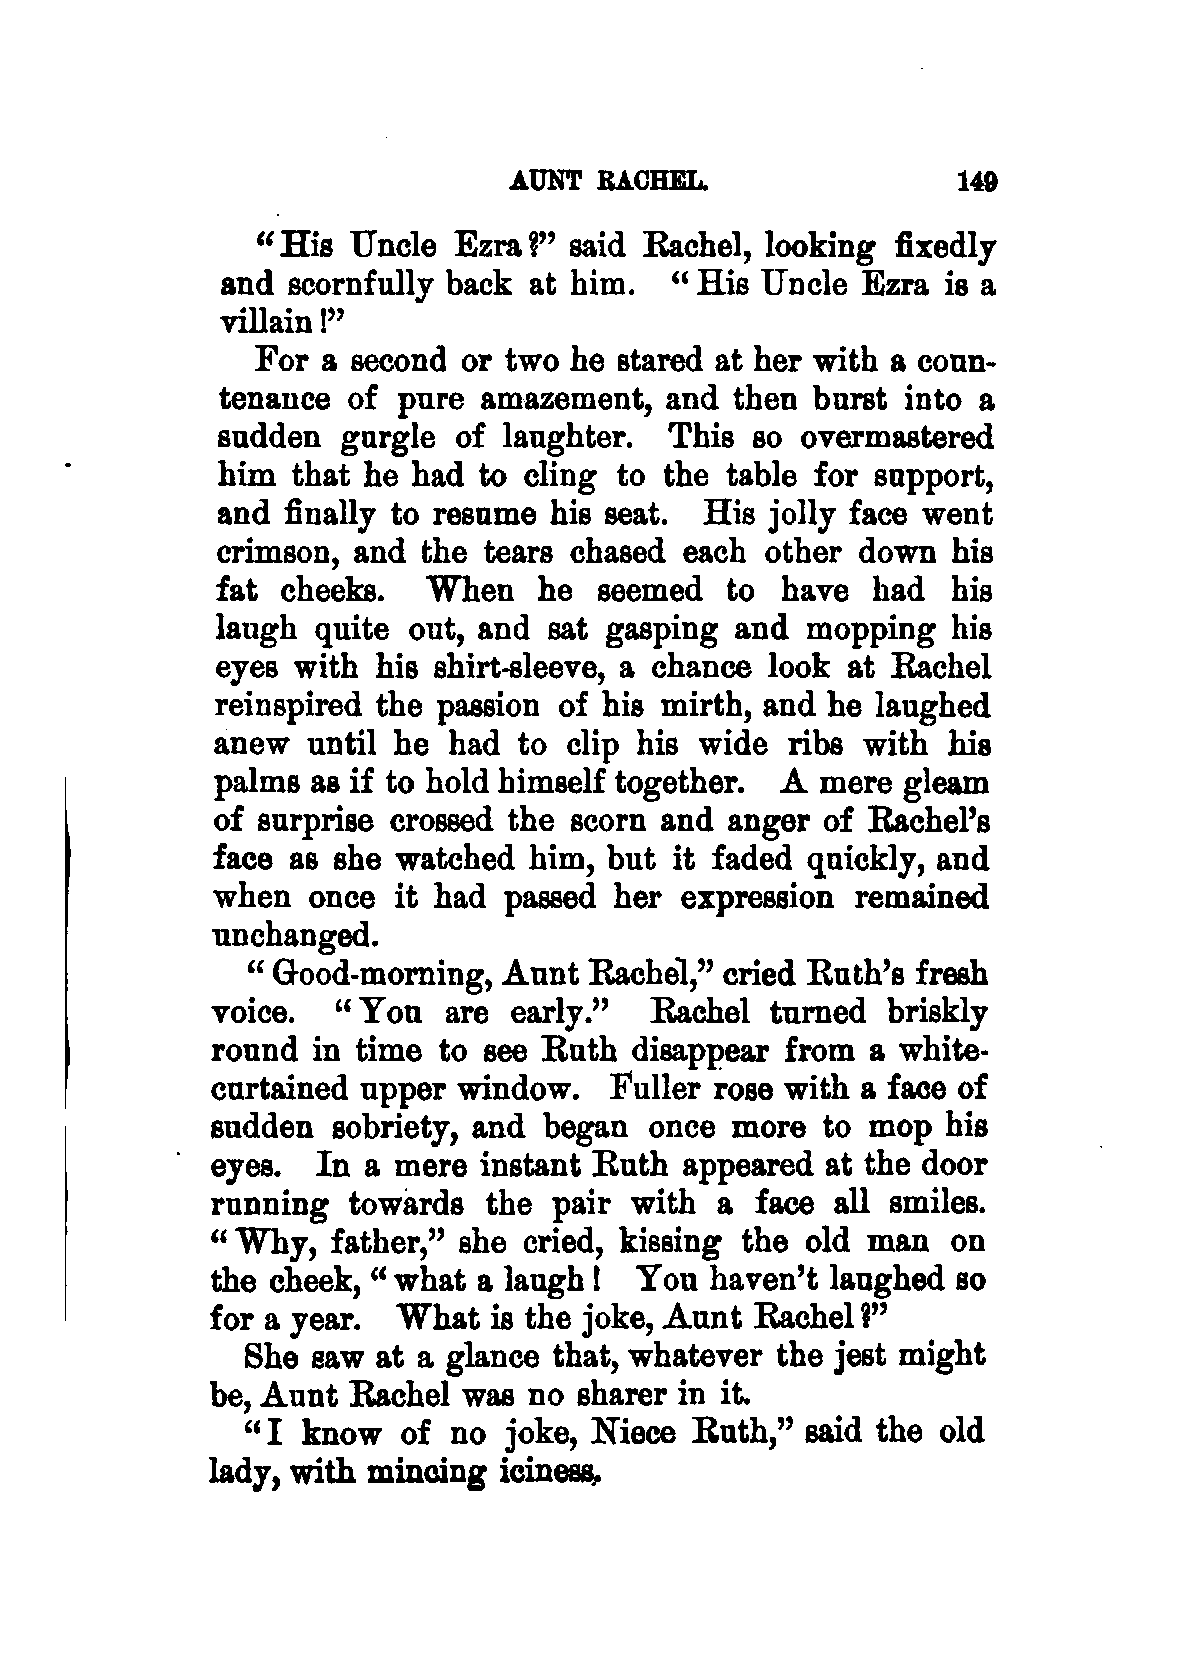 AUNT RACHEL. 149
"His Uncle Ezra?" said Rachel, looking fixedly
and scornfully back at him. "His Uncle Ezra is a
villain!"
For a second or two he stared at her with a coun-
tenance of pure amazement, and then burst into a
sudden gurgle of laughter. This so overmastered
him that he had to cling to the table for support,
and finally to resume his seat. His jolly face went
crimson, and the tears chased each other down his
fat cheeks. When he seemed to have had his
laugh quite out, and sat gasping and mopping his
eyes with his shirt-sleeve, a chance look at Rachel
reinspired the passion of his mirth, and he laughed
anew until he had to clip his wide ribs with his
palms as if to hold himself together. A mere gleam
of surprise crossed the scorn and anger of Rachel's
face as she watched him, but it faded quickly, and
when once it had passed her expression remained
unchanged.
"Good-morning, Aunt Rachel," cried Ruth's fresh
voice. "You are early." Rachel turned briskly
round in time to see Ruth disappear from a white-
curtained upper window. Fuller rose with a face of
sudden sobriety, and began once more to mop his
eyes. In a mere instant Ruth appeared at the door
running towards the pair with a face all smiles.
"Why, father," she cried, kissing the old man on
the cheek, "what a laugh! You haven't laughed so
for a year. What is the joke, Aunt Rachel?"
She saw at a glance that, whatever the jest might
be, Aunt Rachel was no sharer in it.
"I know of no joke, Niece Ruth," said the old
lady, with mincing iciness.